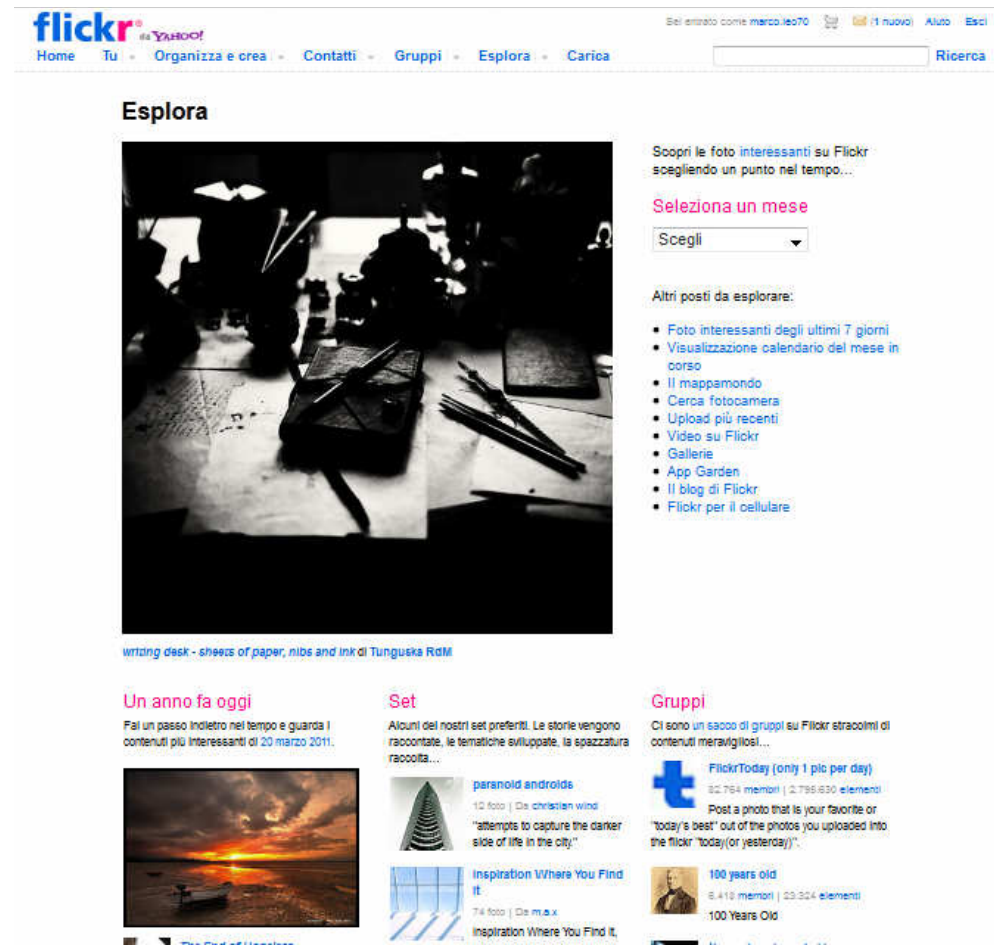 flickr da YAHOO!
Sei entrato come marco.leo70 (1 nuovo) Aiuto Esci
Home Tu Organizza e crea Contatti Gruppi Esplora Carica
Ricerca
Esplora
Scopri le foto interessanti su Flickr
scegliendo un punto nel tempo...
Seleziona un mese
Scegli
Altri posti da esplorare:
Foto interessanti degli ultimi 7 giorni
Visualizzazione calendario del mese in
corso
Il mappamondo
Cerca fotocamera
Upload più recenti
Video su Flickr
Gallerie
App Garden
Il blog di Flickr
Flickr per il cellulare
writing desk - sheets of paper, nibs and ink di Tunguska RdM
Un anno fa oggi
Fai un passo indietro nel tempo e guarda i
contenuti più interessanti di 20 marzo 2011.
Set
Alcuni dei nostri set preferiti. Le storie vengono
raccontate, le tematiche sviluppate, la spazzatura
raccolta...
paranoid androids
12 foto | Da christian wind
"attempts to capture the darker
side of life in the city."
Inspiration Where You Find
It
74 foto | Da m.a.x
Inspiration Where You Find It,
Gruppi
Ci sono un sacco di gruppi su Flickr stracolmi di
contenuti meravigliosi...
FlickrToday (only 1 pic per day)
82.764 membri | 2.795.630 elementi
Post a photo that is your favorite or
"today's best" out of the photos you uploaded into
the flickr "today(or yesterday)".
100 years old
6.410 membri | 23.324 elementi
100 Years Old